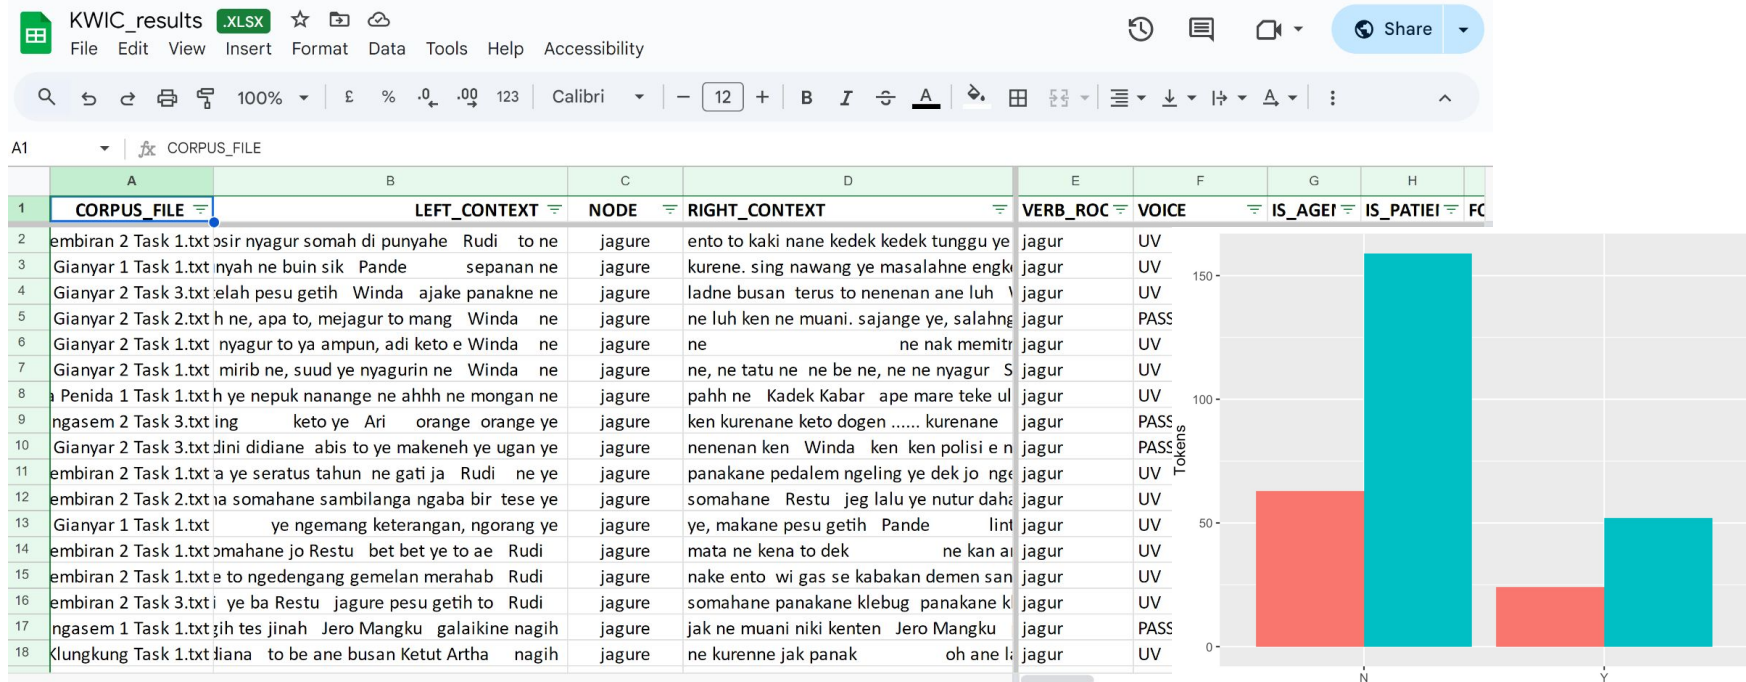 KWIC_results .XLSX
File Edit View Insert Format Data Tools Help Accessibility
Share
100% £ % .0 .00 123 Calibri 12 B I A
A1 fx CORPUS_FILE
A B C D E F G H
1 CORPUS_FILE LEFT_CONTEXT NODE RIGHT_CONTEXT VERB_ROO VOICE IS_AGEN IS_PATIEI FO
2 embiran 2 Task 1.txt osir nyagur somah di punyahe Rudi to ne jagure ento to kaki nane kedek kedek tunggu ye jagur UV
3 Gianyar 1 Task 1.txt nyah ne buin sik Pande sepanan ne jagure kurene. sing nawang ye masalahne engk jagur UV
4 Gianyar 2 Task 3.txt elah pesu getih Winda ajake panakne ne jagure ladne busan terus to nenenan ane luh jagur UV
5 Gianyar 2 Task 2.txt h ne, apa to, mejagur to mang Winda ne jagure ne luh ken ne muani. sajange ye, salahng jagur PASS
6 Gianyar 2 Task 1.txt nyagur to ya ampun, adi keto e Winda ne jagure ne ne nak memitr jagur UV
7 Gianyar 2 Task 1.txt mirib ne, suud ye nyagurin ne Winda ne jagure ne, ne tatu ne ne be ne, ne ne nyagur S jagur UV
8 a Penida 1 Task 1.txt h ye nepuk nanange ne ahhh ne mongan ne jagure pahh ne Kadek Kabar ape mare teke ul jagur UV
9 ngasem 2 Task 3.txt ing keto ye Ari orange orange ye jagure ken kurenane keto dogen ...... kurenane jagur PASS
10 Gianyar 2 Task 3.txt dini didiane abis to ye makeneh ye ugan ye jagure nenenan ken Winda ken ken polisi e n jagur PASS
11 embiran 2 Task 1.txt a ye seratus tahun ne gati ja Rudi ne ye jagure panakane pedalem ngeling ye dek jo nge jagur UV
12 embiran 2 Task 2.txt na somahane sambilanga ngaba bir tese ye jagure somahane Restu jeg lalu ye nutur daha jagur UV
13 Gianyar 1 Task 1.txt ye ngemang keterangan, ngorang ye jagure ye, makane pesu getih Pande lint jagur UV
14 embiran 2 Task 1.txt omahane jo Restu bet bet ye to ae Rudi jagure mata ne kena to dek ne kan a jagur UV
15 embiran 2 Task 1.txt e to ngedengang gemelan merahab Rudi jagure nake ento wi gas se kabakan demen san jagur UV
16 embiran 2 Task 3.txt i ye ba Restu jagure pesu getih to Rudi jagure somahane panakane klebug panakane k jagur UV
17 ngasem 1 Task 1.txt gih tes jinah Jero Mangku galaikine nagih jagure jak ne muani niki kenten Jero Mangku jagur PASS
18 Klungkung Task 1.txt diana to be ane busan Ketut Artha nagih jagure ne kurenne jak panak oh ane la jagur UV
150
100
50
0
Tokens
N Y